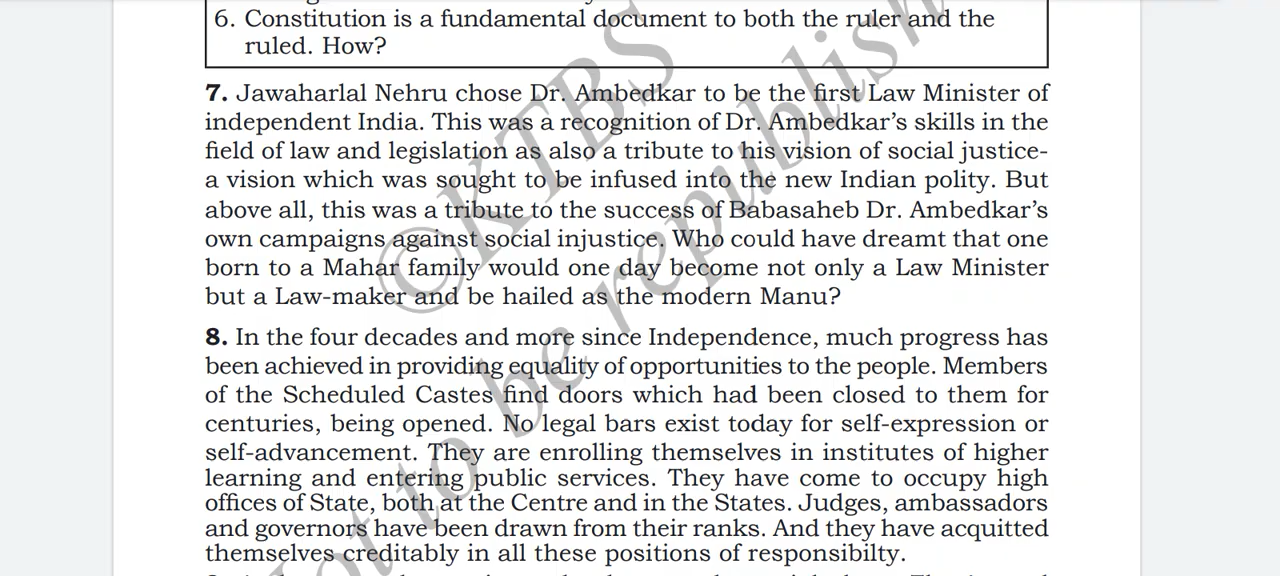 6. Constitution is a fundamental document to both the ruler and the
ruled. How?
7. Jawaharlal Nehru chose Dr. Ambedkar to be the first Law Minister of
independent India. This was a recognition of Dr. Ambedkar's skills in the
field of law and legislation as also a tribute to his vision of social justice-
a vision which was sought to be infused into the new Indian polity. But
above all, this was a tribute to the success of Babasaheb Dr. Ambedkar's
own campaigns against social injustice. Who could have dreamt that one
born to a Mahar family would one day become not only a Law Minister
but a Law-maker and be hailed as the modern Manu?
8. In the four decades and more since Independence, much progress has
been achieved in providing equality of opportunities to the people. Members
of the Scheduled Castes find doors which had been closed to them for
centuries, being opened. No legal bars exist today for self-expression or
self-advancement. They are enrolling themselves in institutes of higher
learning and entering public services. They have come to occupy high
offices of State, both at the Centre and in the States. Judges, ambassadors
and governors have been drawn from their ranks. And they have acquitted
themselves creditably in all these positions of responsibilty.
©KTBS
Not to be republish